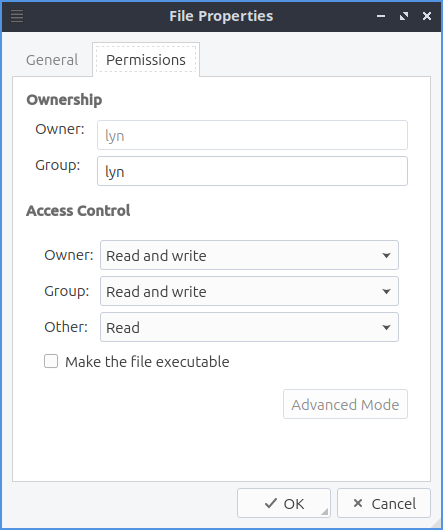 File Properties
General Permissions
Ownership
Owner: lyn
Group: lyn
Access Control
Owner: Read and write
Group: Read and write
Other: Read
Make the file executable
Advanced Mode
OK Cancel